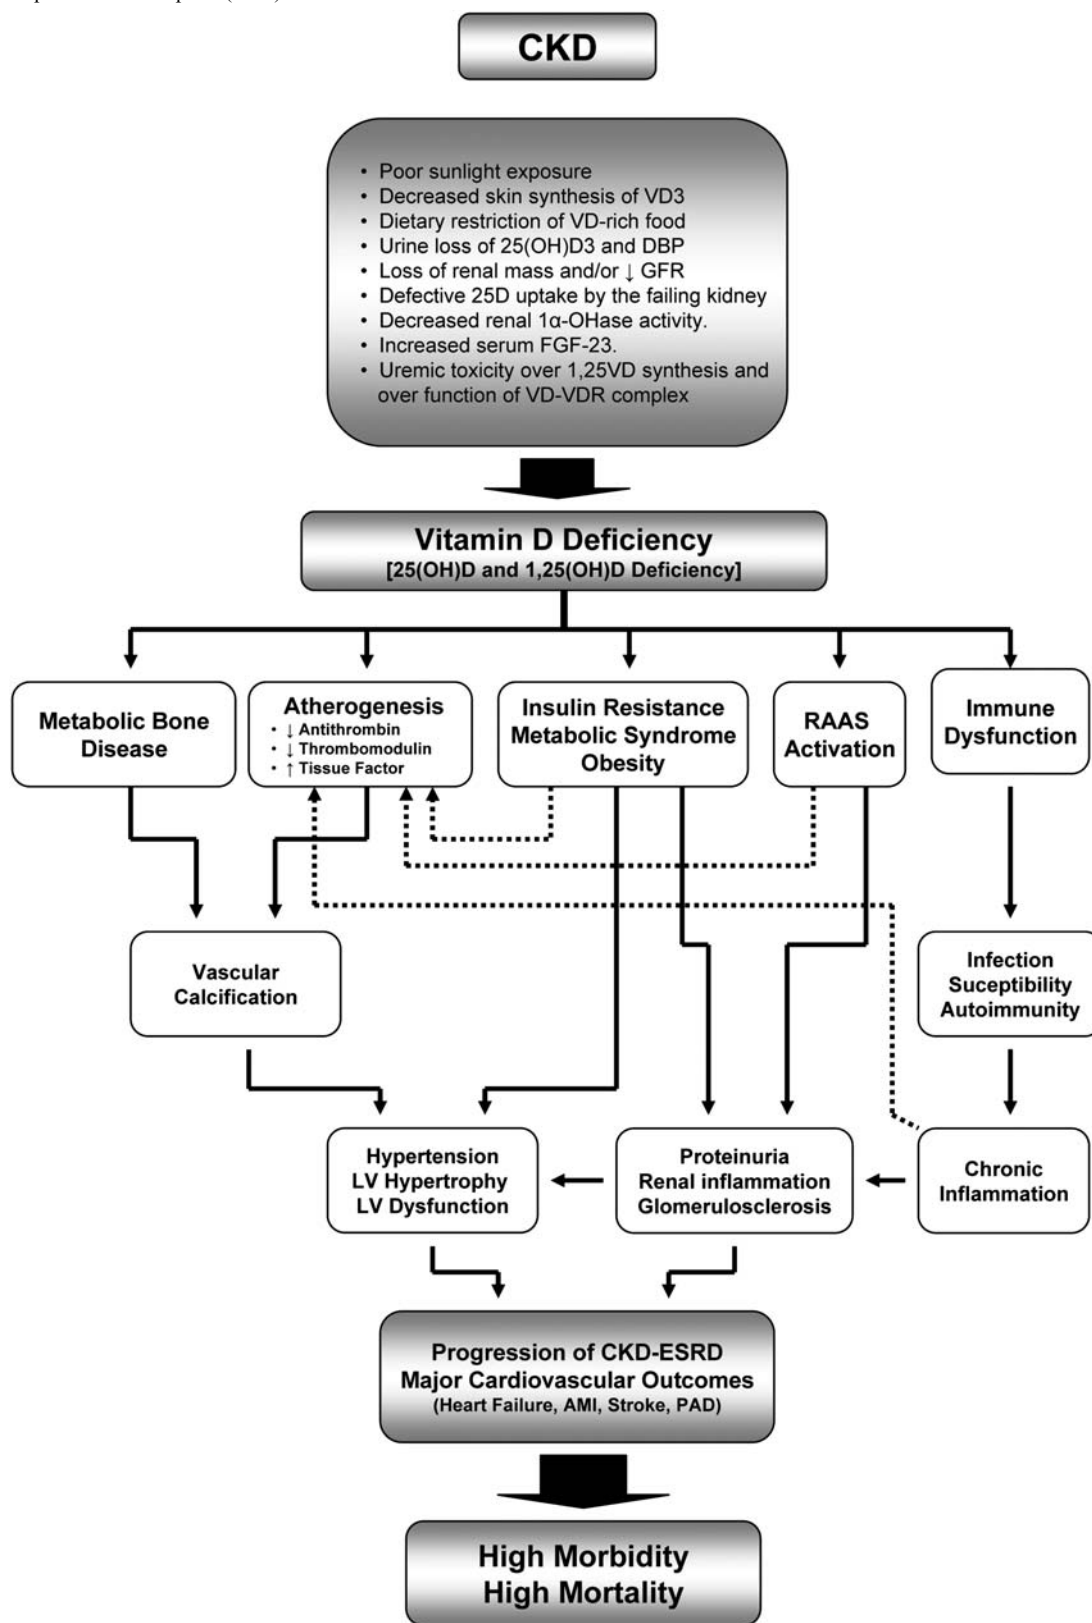 CKD
• Poor sunlight exposure
• Decreased skin synthesis of VD3
• Dietary restriction of VD-rich food
• Urine loss of 25(OH)D3 and DBP
• Loss of renal mass and/or ↓ GFR
• Defective 25D uptake by the failing kidney
• Decreased renal 1α-OHase activity.
• Increased serum FGF-23.
• Uremic toxicity over 1,25VD synthesis and
over function of VD-VDR complex
Vitamin D Deficiency
[25(OH)D and 1,25(OH)D Deficiency]
Metabolic Bone
Disease
Atherogenesis
• ↓ Antithrombin
• ↓ Thrombomodulin
• ↑ Tissue Factor
Insulin Resistance
Metabolic Syndrome
Obesity
RAAS
Activation
Immune
Dysfunction
Vascular
Calcification
Infection
Suceptibility
Autoimmunity
Hypertension
LV Hypertrophy
LV Dysfunction
Proteinuria
Renal inflammation
Glomerulosclerosis
Chronic
Inflammation
Progression of CKD-ESRD
Major Cardiovascular Outcomes
(Heart Failure, AMI, Stroke, PAD)
High Morbidity
High Mortality